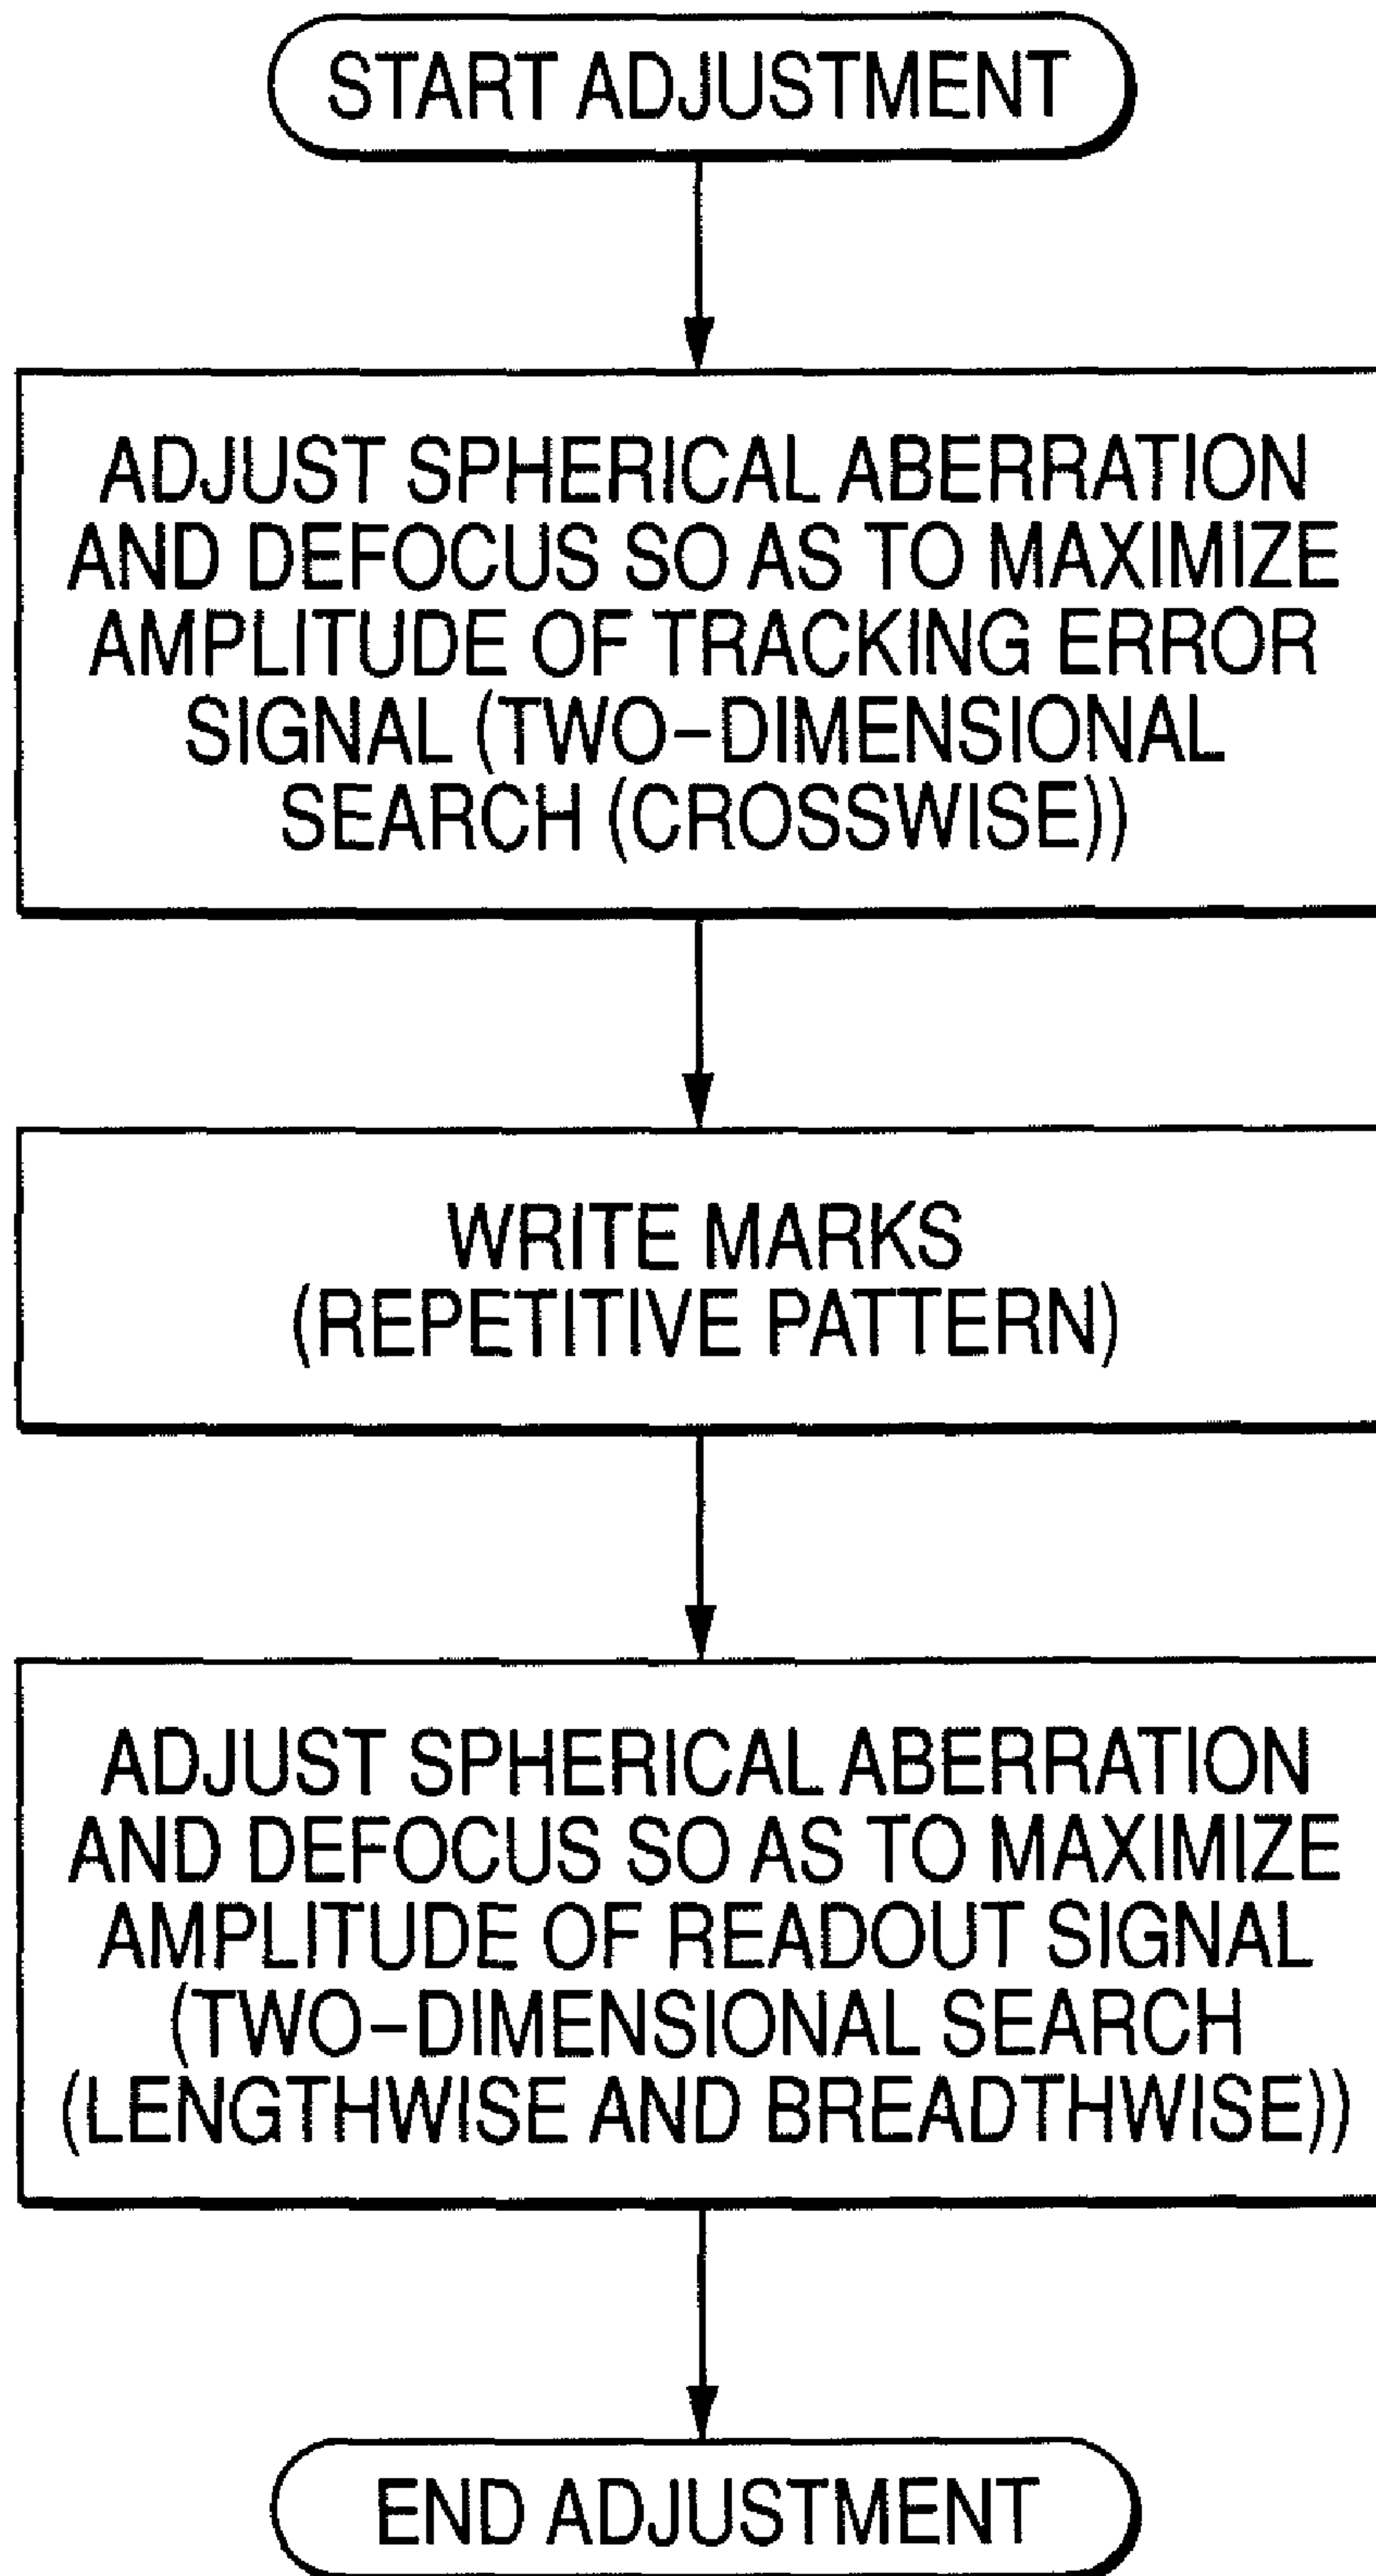 START ADJUSTMENT
ADJUST SPHERICAL ABERRATION
AND DEFOCUS SO AS TO MAXIMIZE
AMPLITUDE OF TRACKING ERROR
SIGNAL (TWO-DIMENSIONAL
SEARCH (CROSSWISE))
WRITE MARKS
(REPETITIVE PATTERN)
ADJUST SPHERICAL ABERRATION
AND DEFOCUS SO AS TO MAXIMIZE
AMPLITUDE OF READOUT SIGNAL
(TWO-DIMENSIONAL SEARCH
(LENGTHWISE AND BREADTHWISE))
END ADJUSTMENT